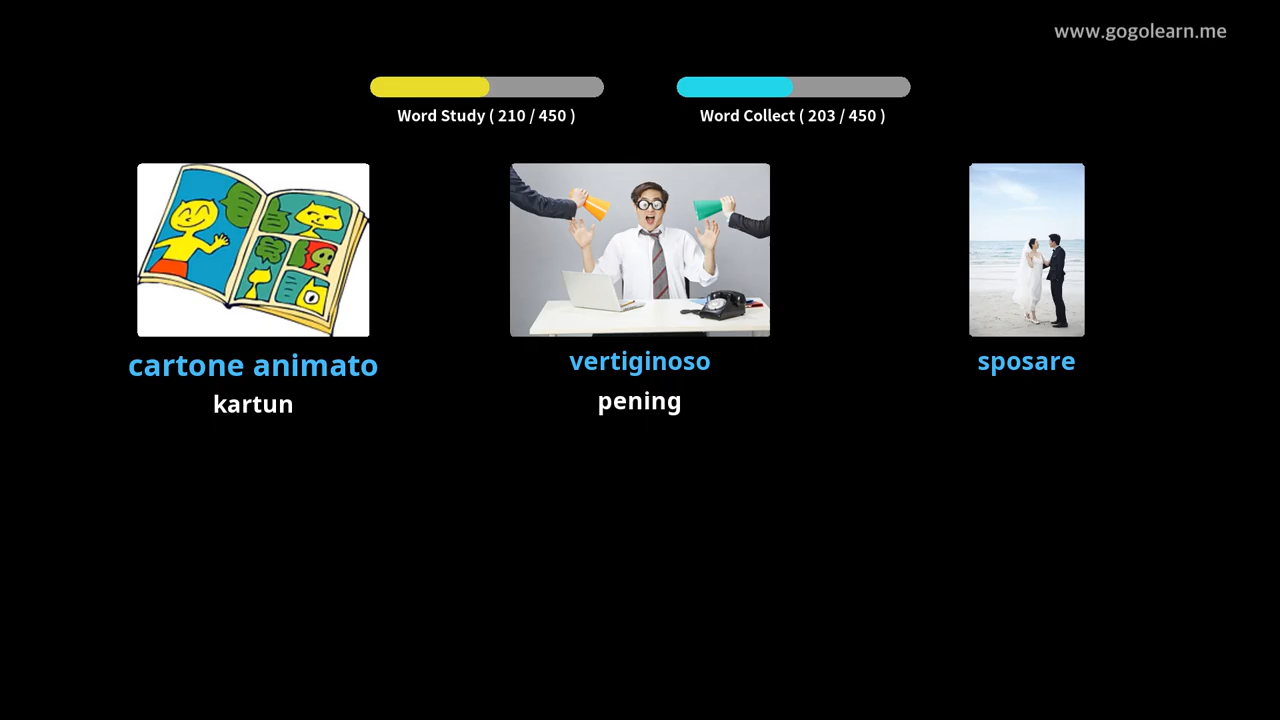 www.gogolearn.me
Word Study ( 210 / 450 )
Word Collect ( 203 / 450 )
cartone animato
kartun
vertiginoso
pening
sposare